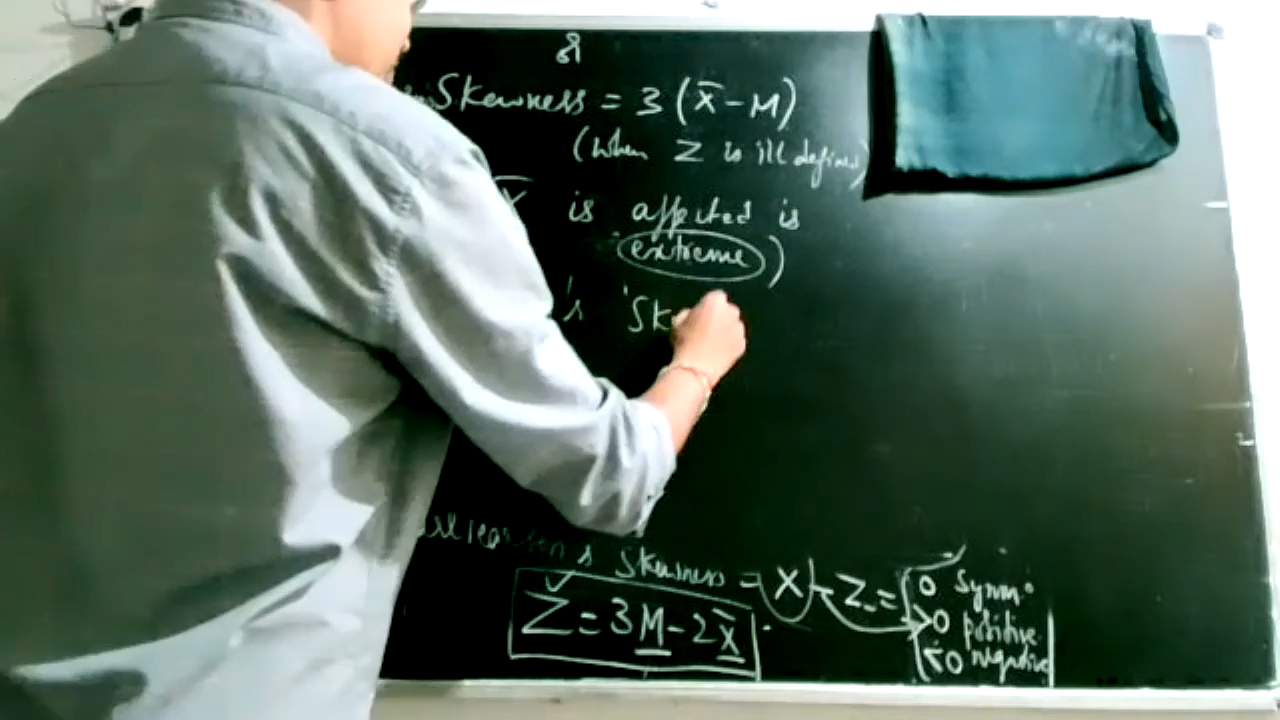 श्री
Skewness = 3 (X̄ - M)
(when Z is ill defined)
X̄ is affected is
extreme)
's 'Sk
's Skewness = X̄ - Z = 0 Symm.
>0 positive
<0 negative
Z = 3M - 2x̄